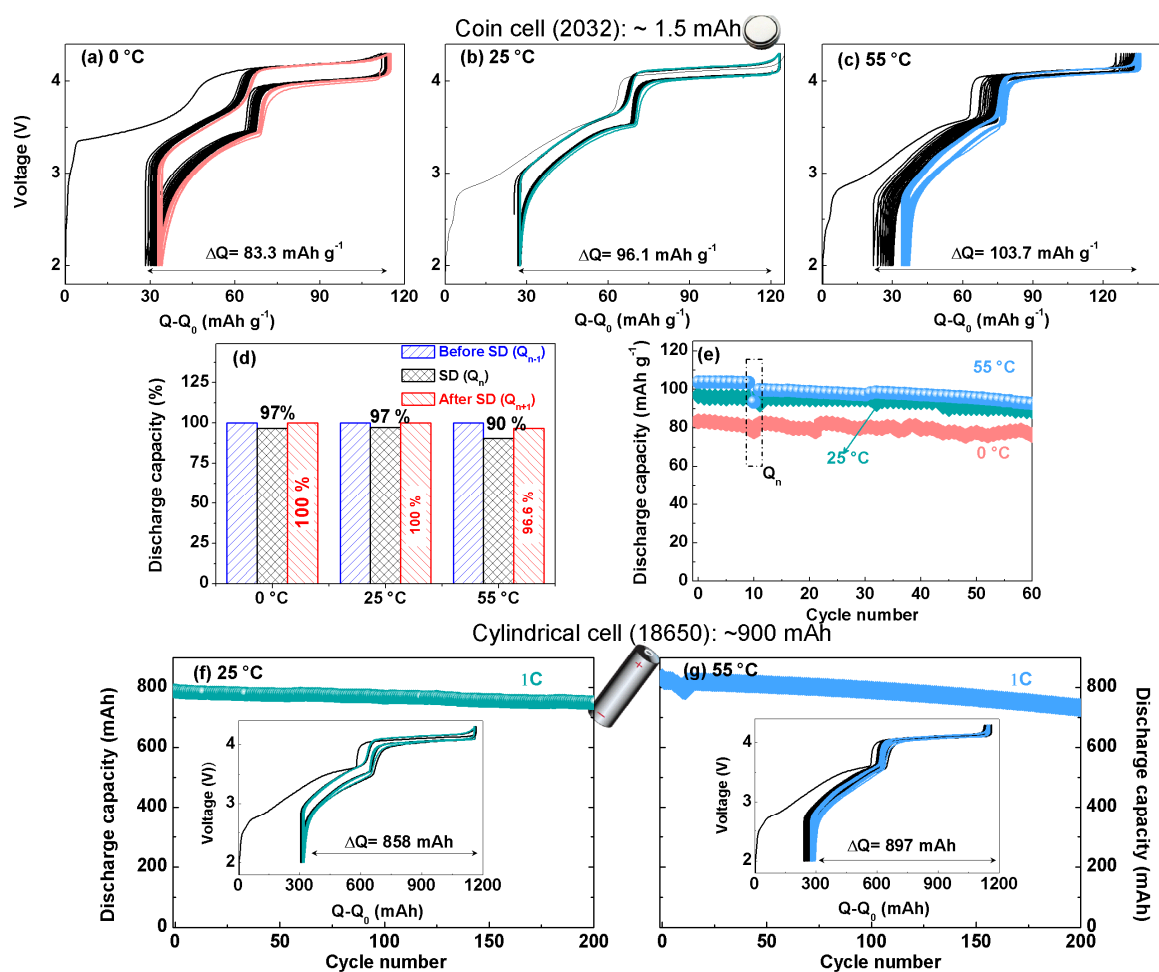 Coin cell (2032): ~ 1.5 mAh
(a) 0 °C
Voltage (V)
4
3
2
ΔQ= 83.3 mAh g⁻¹
0 30 60 90 120
Q-Q₀ (mAh g⁻¹)
(b) 25 °C
4
3
2
ΔQ= 96.1 mAh g⁻¹
0 30 60 90 120
Q-Q₀ (mAh g⁻¹)
(c) 55 °C
4
3
2
ΔQ= 103.7 mAh g⁻¹
0 30 60 90 120
Q-Q₀ (mAh g⁻¹)
(d)
Before SD (Qₙ₋₁)
SD (Qₙ)
After SD (Qₙ₊₁)
Discharge capacity (%)
125
100
75
50
25
0
97%
97 %
90 %
100 %
100 %
96.6 %
0 °C 25 °C 55 °C
(e)
Discharge capacity (mAh g⁻¹)
120
100
80
60
40
20
0
55 °C
25 °C
0 °C
Qₙ
0 10 20 30 40 50 60
Cycle number
Cylindrical cell (18650): ~900 mAh
(f) 25 °C
1C
+
−
Discharge capacity (mAh)
800
600
400
200
0
Voltage (V))
4
3
2
ΔQ= 858 mAh
0 300 600 900 1200
Q-Q₀ (mAh)
0 50 100 150 200
Cycle number
(g) 55 °C
1C
Discharge capacity (mAh)
800
600
400
200
0
Voltage (V)
4
3
2
ΔQ= 897 mAh
0 300 600 900 1200
Q-Q₀ (mAh)
0 50 100 150 200
Cycle number